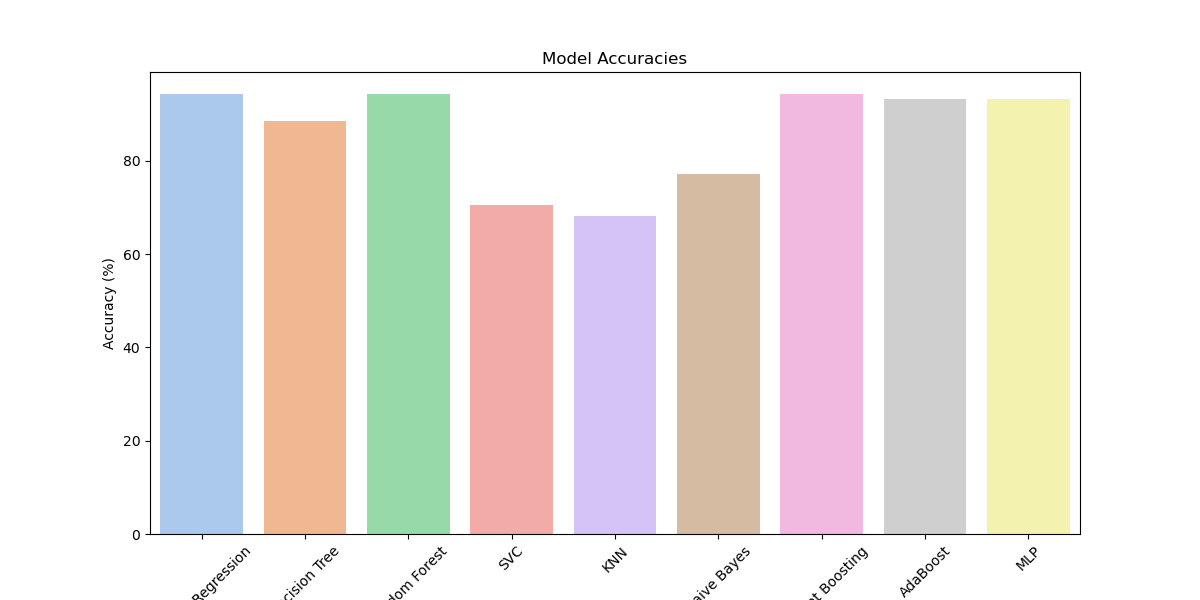 Model Accuracies
Accuracy (%)
80
60
40
20
0
Regression
cision Tree
dom Forest
SVC
KNN
aive Bayes
nt Boosting
AdaBoost
MLP